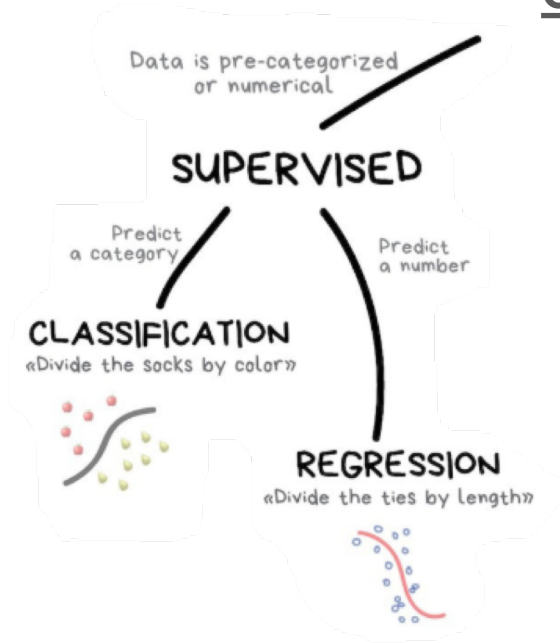 Data is pre-categorized
or numerical
SUPERVISED
Predict
a category
Predict
a number
CLASSIFICATION
«Divide the socks by color»
REGRESSION
«Divide the ties by length»